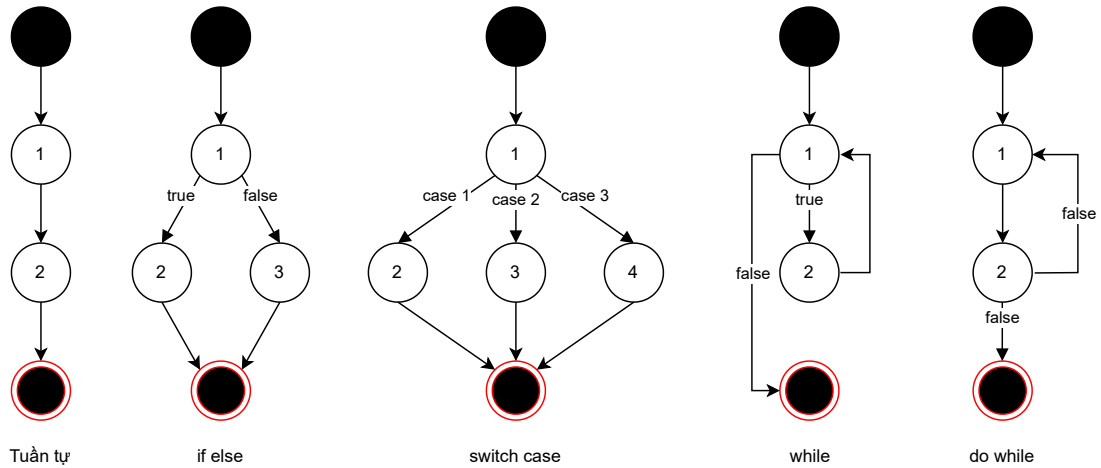 1
2
Tuần tự
1
true
false
2
3
if else
1
case 1
case 2
case 3
2
3
4
switch case
1
true
2
false
while
1
false
2
false
do while